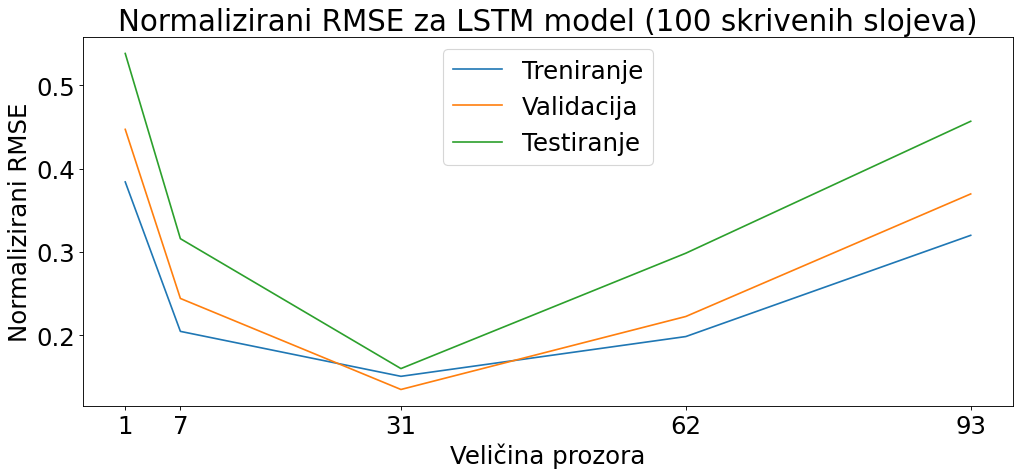 Normalizirani RMSE za LSTM model (100 skrivenih slojeva)
Treniranje
Validacija
Testiranje
Normalizirani RMSE
0.5
0.4
0.3
0.2
1 7 31 62 93
Veličina prozora